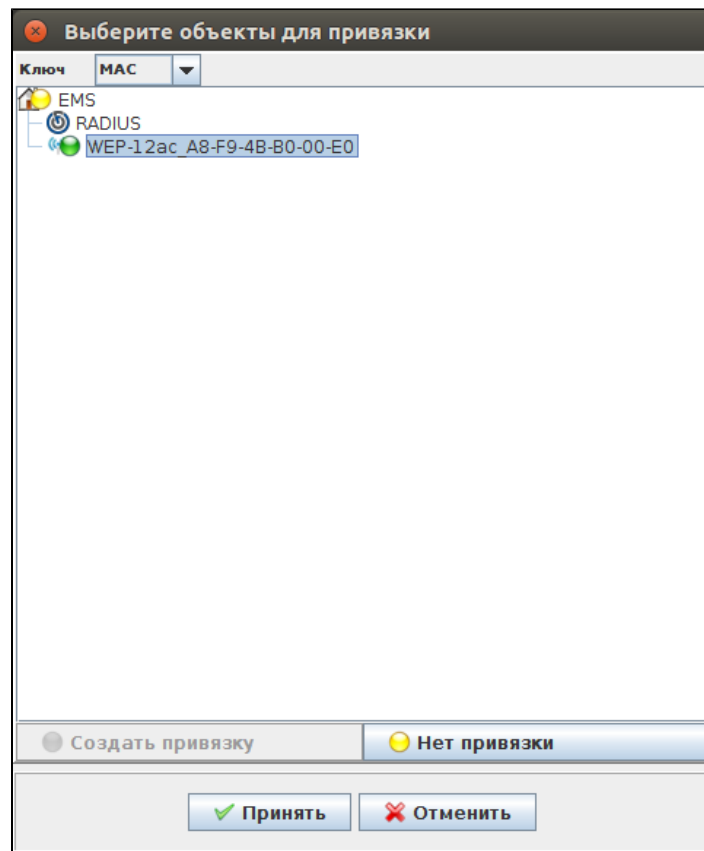 Выберите объекты для привязки
Ключ MAC
EMS
RADIUS
WEP-12ac_A8-F9-4B-B0-00-E0
Создать привязку Нет привязки
Принять Отменить